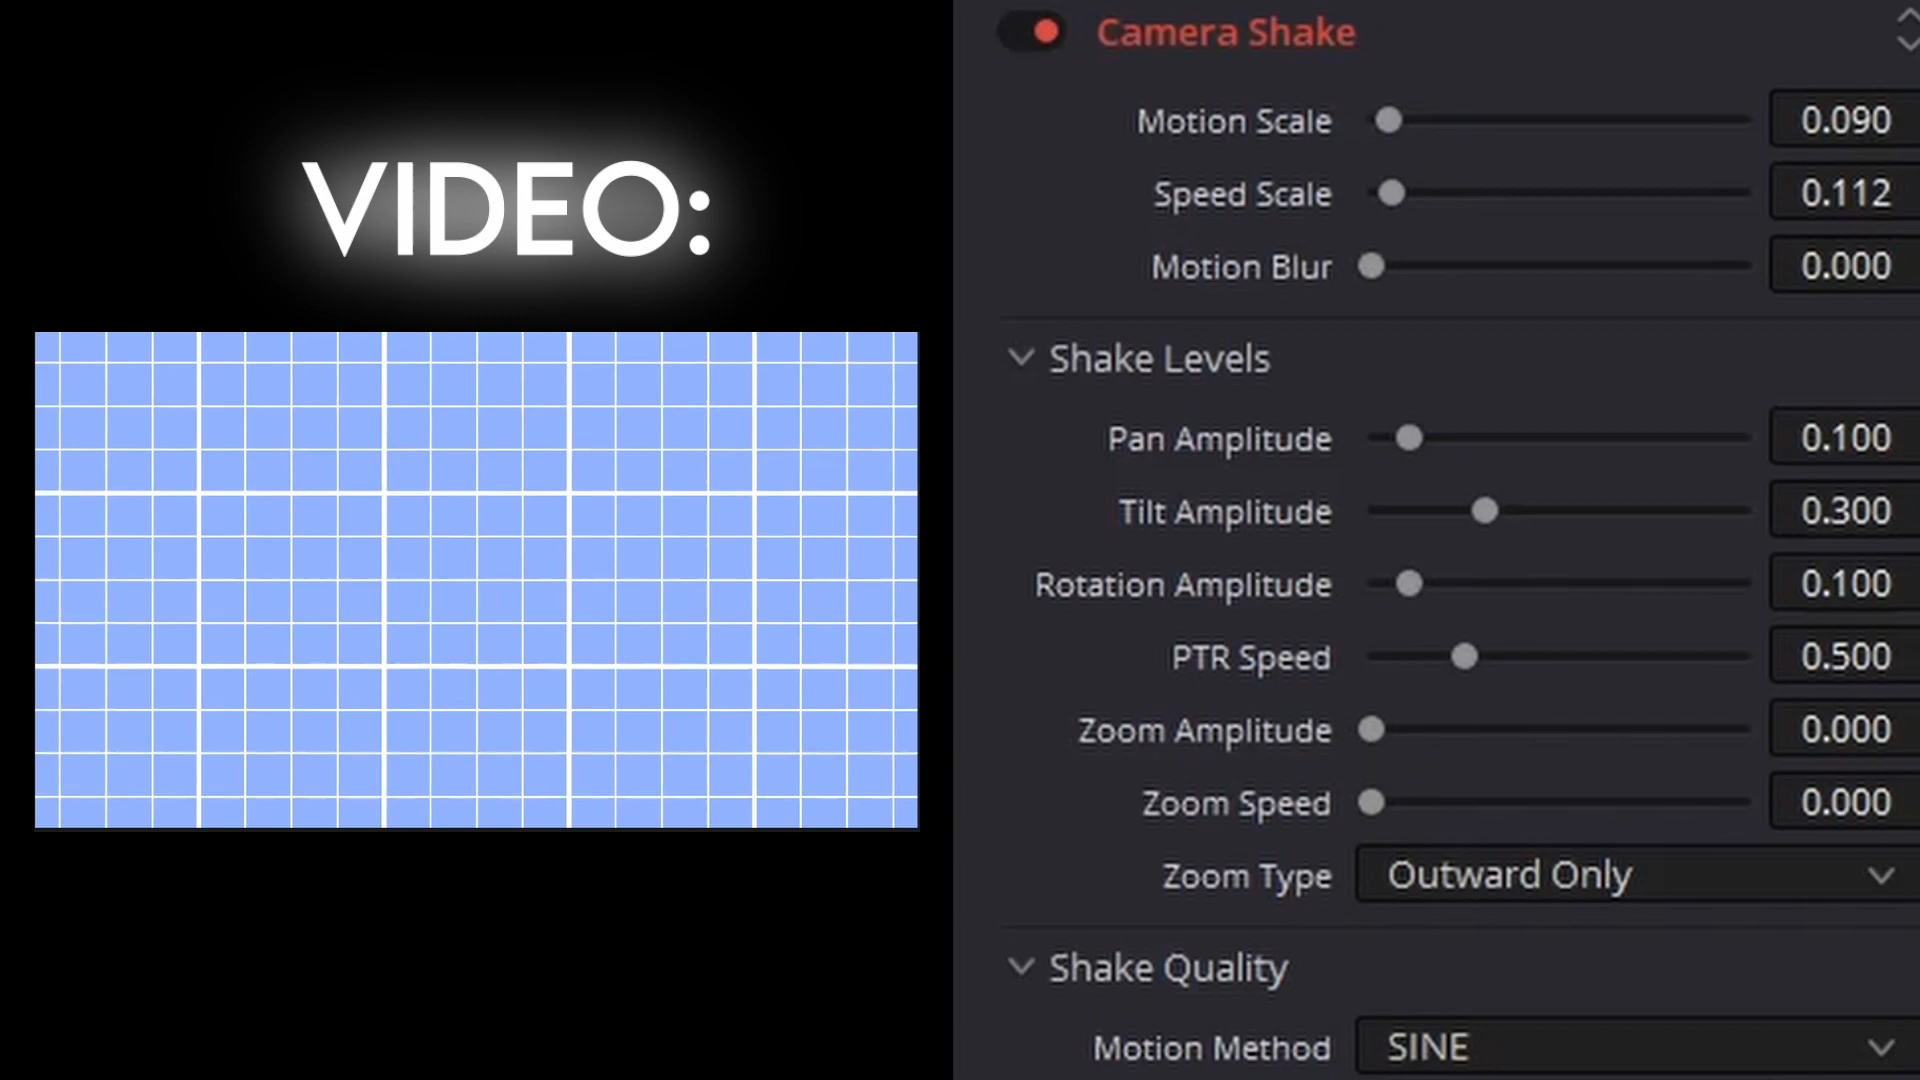 VIDEO:
Camera Shake
Motion Scale 0.090
Speed Scale 0.112
Motion Blur 0.000
Shake Levels
Pan Amplitude 0.100
Tilt Amplitude 0.300
Rotation Amplitude 0.100
PTR Speed 0.500
Zoom Amplitude 0.000
Zoom Speed 0.000
Zoom Type Outward Only
Shake Quality
Motion Method SINE